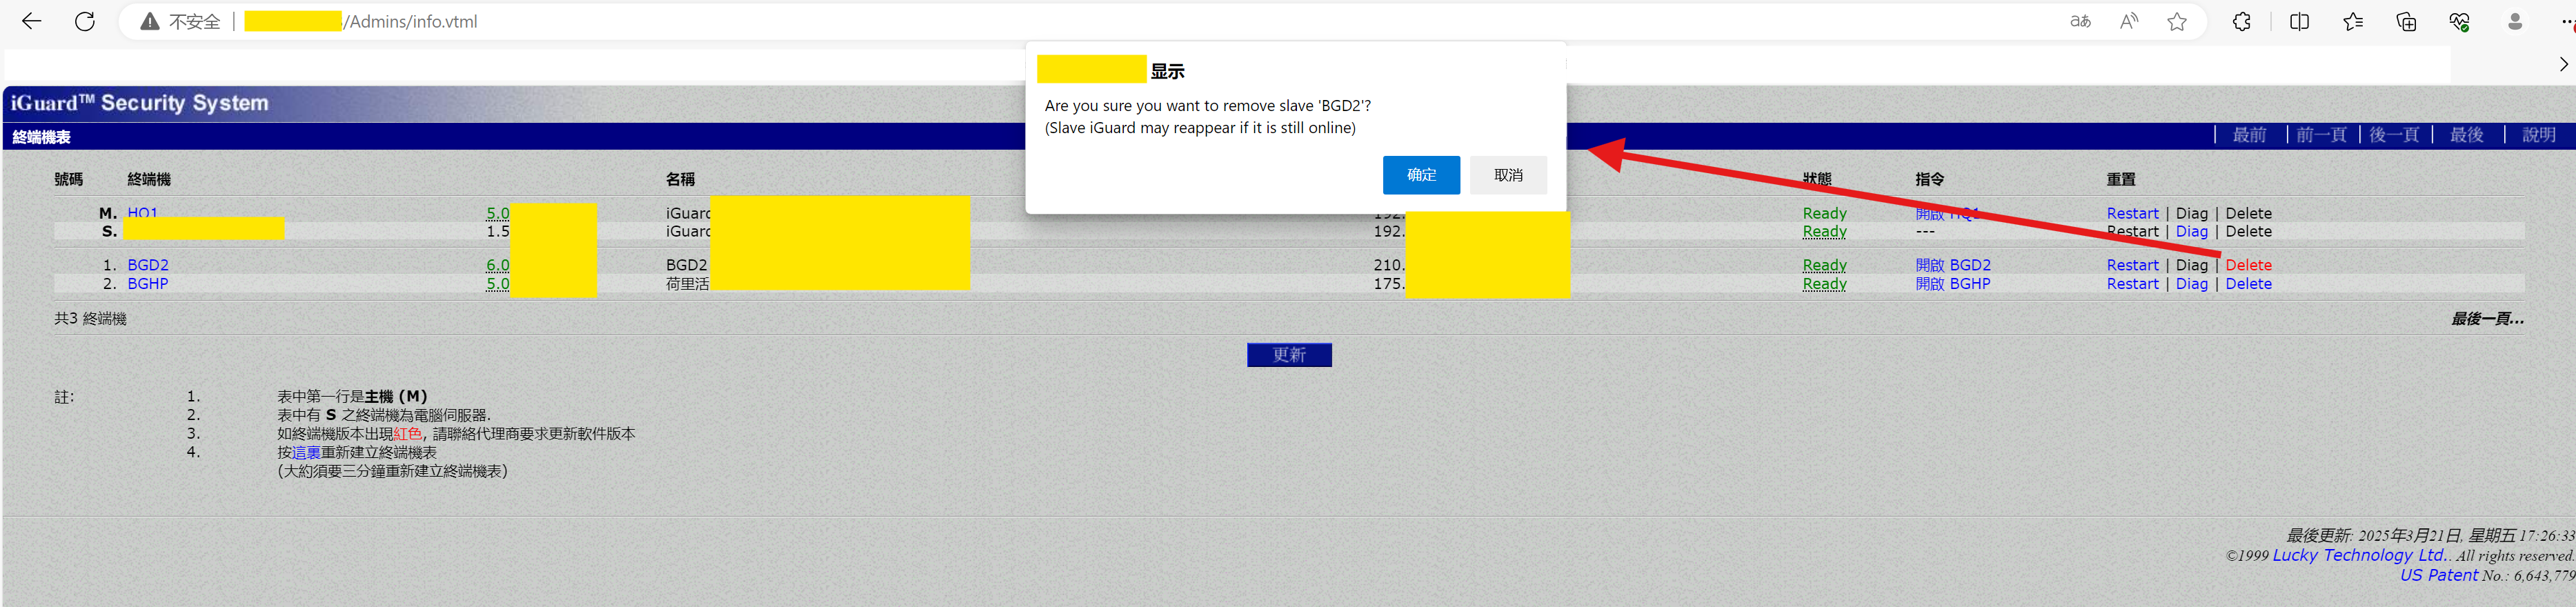 不安全 | /Admins/info.vtml
aあ
显示
Are you sure you want to remove slave 'BGD2'?
(Slave iGuard may reappear if it is still online)
确定 取消
iGuard™ Security System
終端機表 | 最前 | 前一頁 | 後一頁 | 最後 | 說明
號碼 終端機 名稱 狀態 指令 重置
M. HQ1 5.0 iGuard 192. Ready 開啟 HQ1 Restart | Diag | Delete
S. 1.5 iGuard 192. Ready --- Restart | Diag | Delete
1. BGD2 6.0 BGD2 210. Ready 開啟 BGD2 Restart | Diag | Delete
2. BGHP 5.0 荷里活 175. Ready 開啟 BGHP Restart | Diag | Delete
共3 終端機
最後一頁...
更新
註: 1. 表中第一行是主機 (M)
2. 表中有 S 之終端機為電腦伺服器.
3. 如終端機版本出現紅色, 請聯絡代理商要求更新軟件版本
4. 按這裏重新建立終端機表
(大約須要三分鐘重新建立終端機表)
最後更新: 2025年3月21日, 星期五 17:26:33
©1999 Lucky Technology Ltd.. All rights reserved.
US Patent No.: 6,643,779